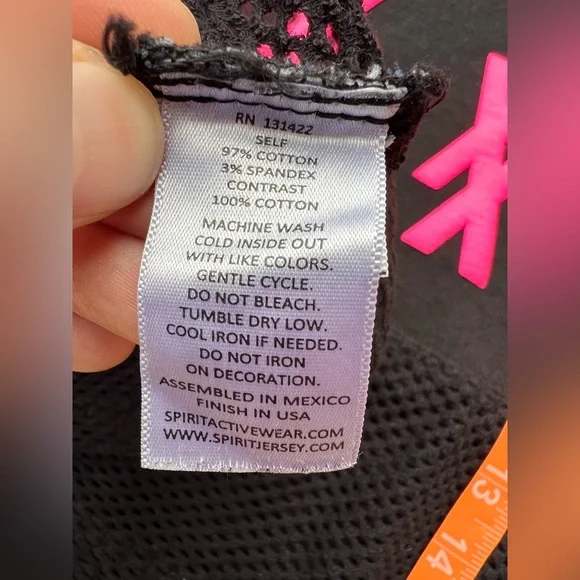 RN 131422
SELF
97% COTTON
3% SPANDEX
CONTRAST
100% COTTON
MACHINE WASH
COLD INSIDE OUT
WITH LIKE COLORS.
GENTLE CYCLE.
DO NOT BLEACH.
TUMBLE DRY LOW.
COOL IRON IF NEEDED.
DO NOT IRON
ON DECORATION.
ASSEMBLED IN MEXICO
FINISH IN USA
SPIRITACTIVEWEAR.COM
WWW.SPIRITJERSEY.COM
13
14